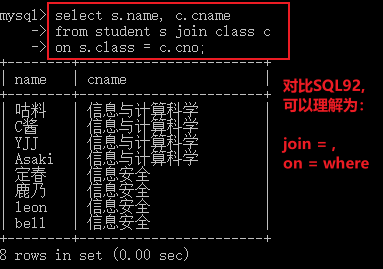 mysql> select s.name, c.cname
-> from student s join class c
-> on s.class = c.cno;
name | cname
咕料 | 信息与计算科学
C酱 | 信息与计算科学
YJJ | 信息与计算科学
Asaki | 信息与计算科学
定春 | 信息安全
鹿乃 | 信息安全
leon | 信息安全
bell | 信息安全
8 rows in set (0.00 sec)
对比SQL92,
可以理解为：
join = ,
on = where